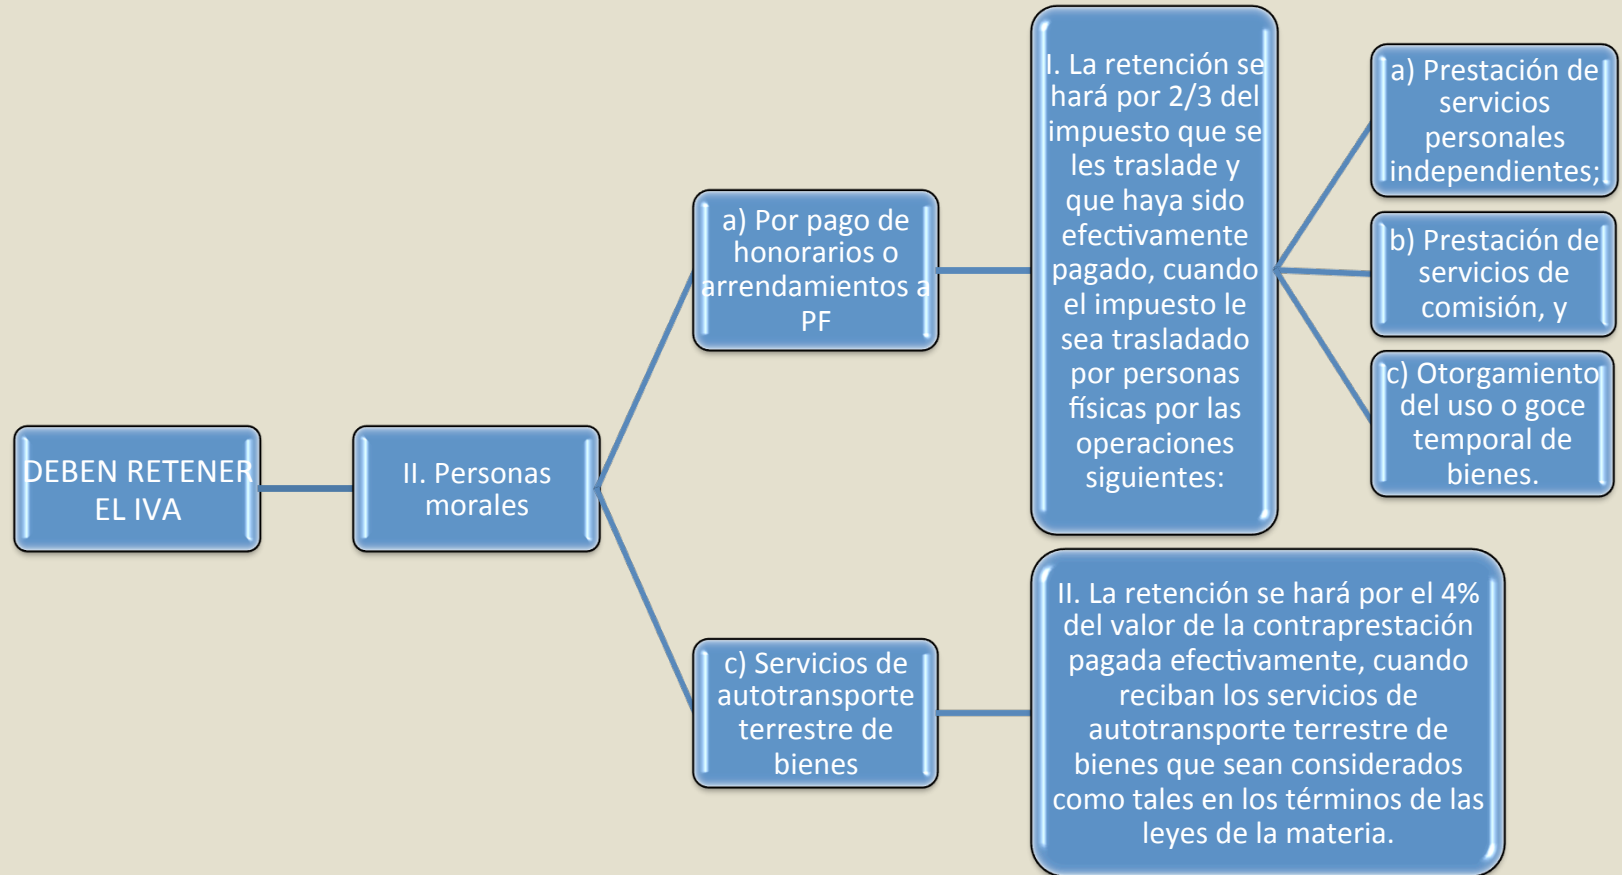 DEBEN RETENER
EL IVA
II. Personas
morales
a) Por pago de
honorarios o
arrendamientos a
PF
I. La retención se
hará por 2/3 del
impuesto que se
les traslade y
que haya sido
efectivamente
pagado, cuando
el impuesto le
sea trasladado
por personas
físicas por las
operaciones
siguientes:
a) Prestación de
servicios
personales
independientes;
b) Prestación de
servicios de
comisión, y
c) Otorgamiento
del uso o goce
temporal de
bienes.
c) Servicios de
autotransporte
terrestre de
bienes
II. La retención se hará por el 4%
del valor de la contraprestación
pagada efectivamente, cuando
reciban los servicios de
autotransporte terrestre de
bienes que sean considerados
como tales en los términos de las
leyes de la materia.